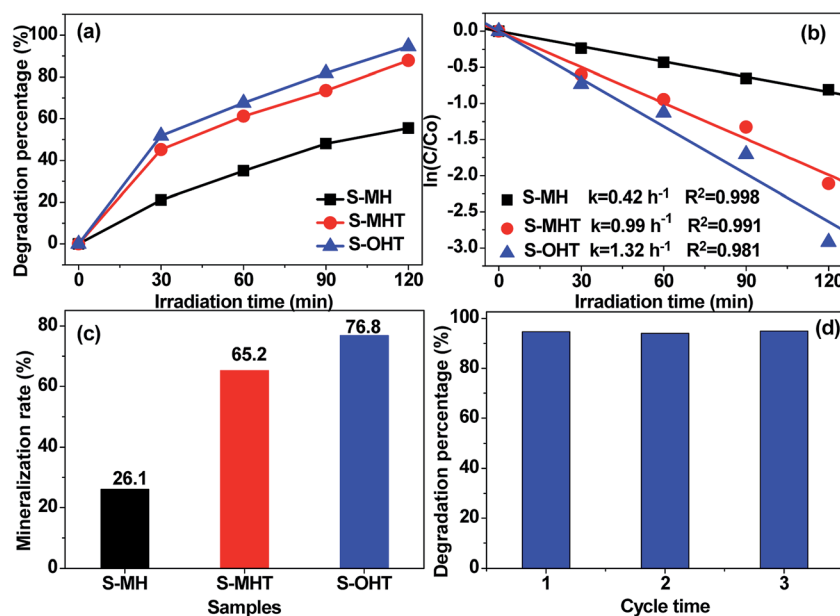 (a)
Degradation percentage (%)
100
80
60
40
20
0
S-MH
S-MHT
S-OHT
0 30 60 90 120
Irradiation time (min)
(b)
ln(C/Co)
0.0
-0.5
-1.0
-1.5
-2.0
-2.5
-3.0
S-MH k=0.42 h⁻¹ R²=0.998
S-MHT k=0.99 h⁻¹ R²=0.991
S-OHT k=1.32 h⁻¹ R²=0.981
0 30 60 90 120
Irradiation time (min)
(c)
Mineralization rate (%)
80
60
40
20
0
26.1
65.2
76.8
S-MH S-MHT S-OHT
Samples
(d)
Degradation percentage (%)
100
80
60
40
20
0
1 2 3
Cycle time